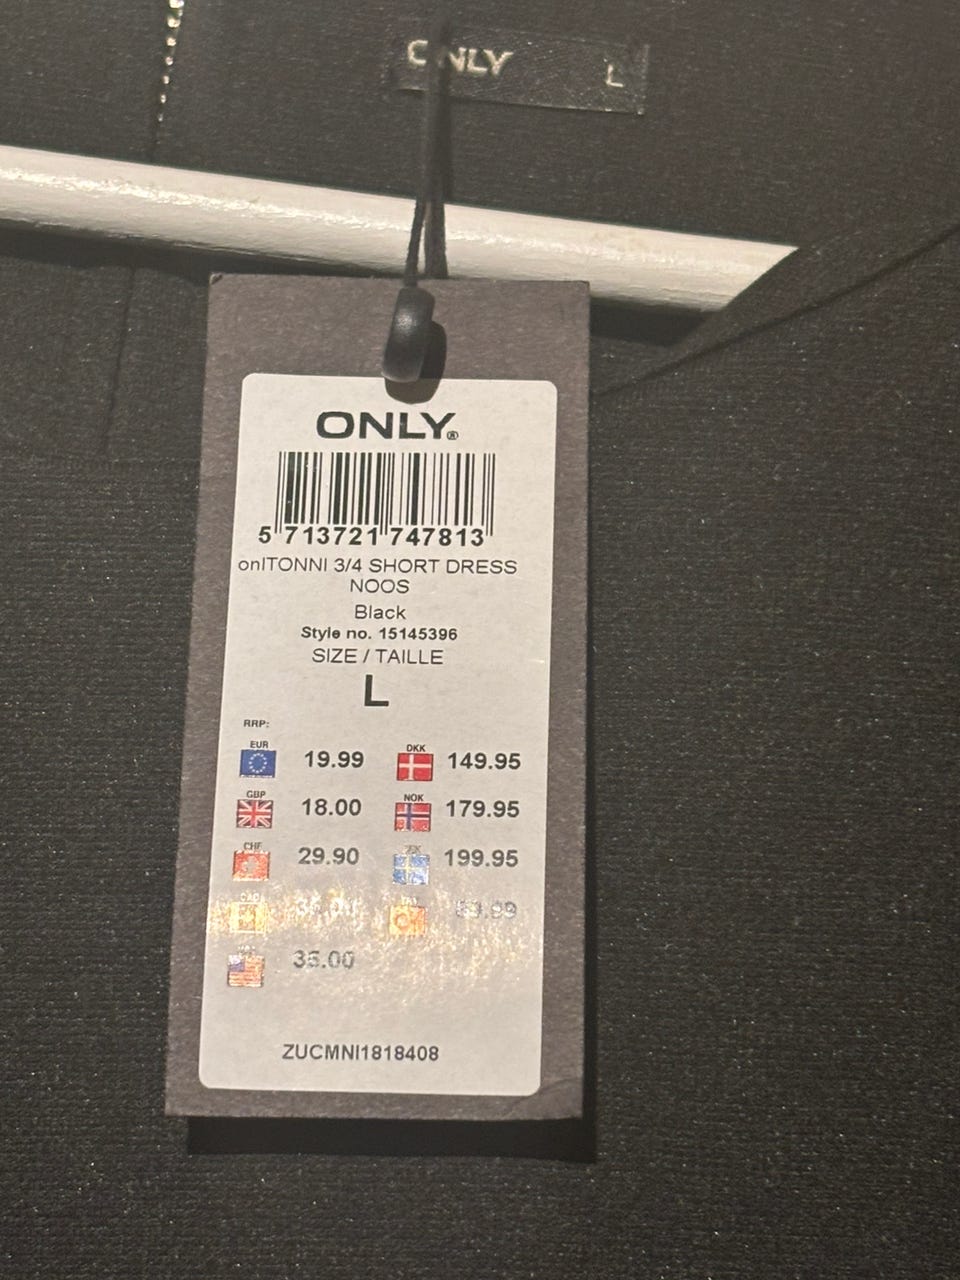 ONLY L
ONLY®
5 713721 747813
onlTONNI 3/4 SHORT DRESS
NOOS
Black
Style no. 15145396
SIZE / TAILLE
L
RRP:
EUR 19.99 DKK 149.95
GBP 18.00 NOK 179.95
CHF 29.90 SEK 199.95
CAD
35.00
ZUCMNI1818408